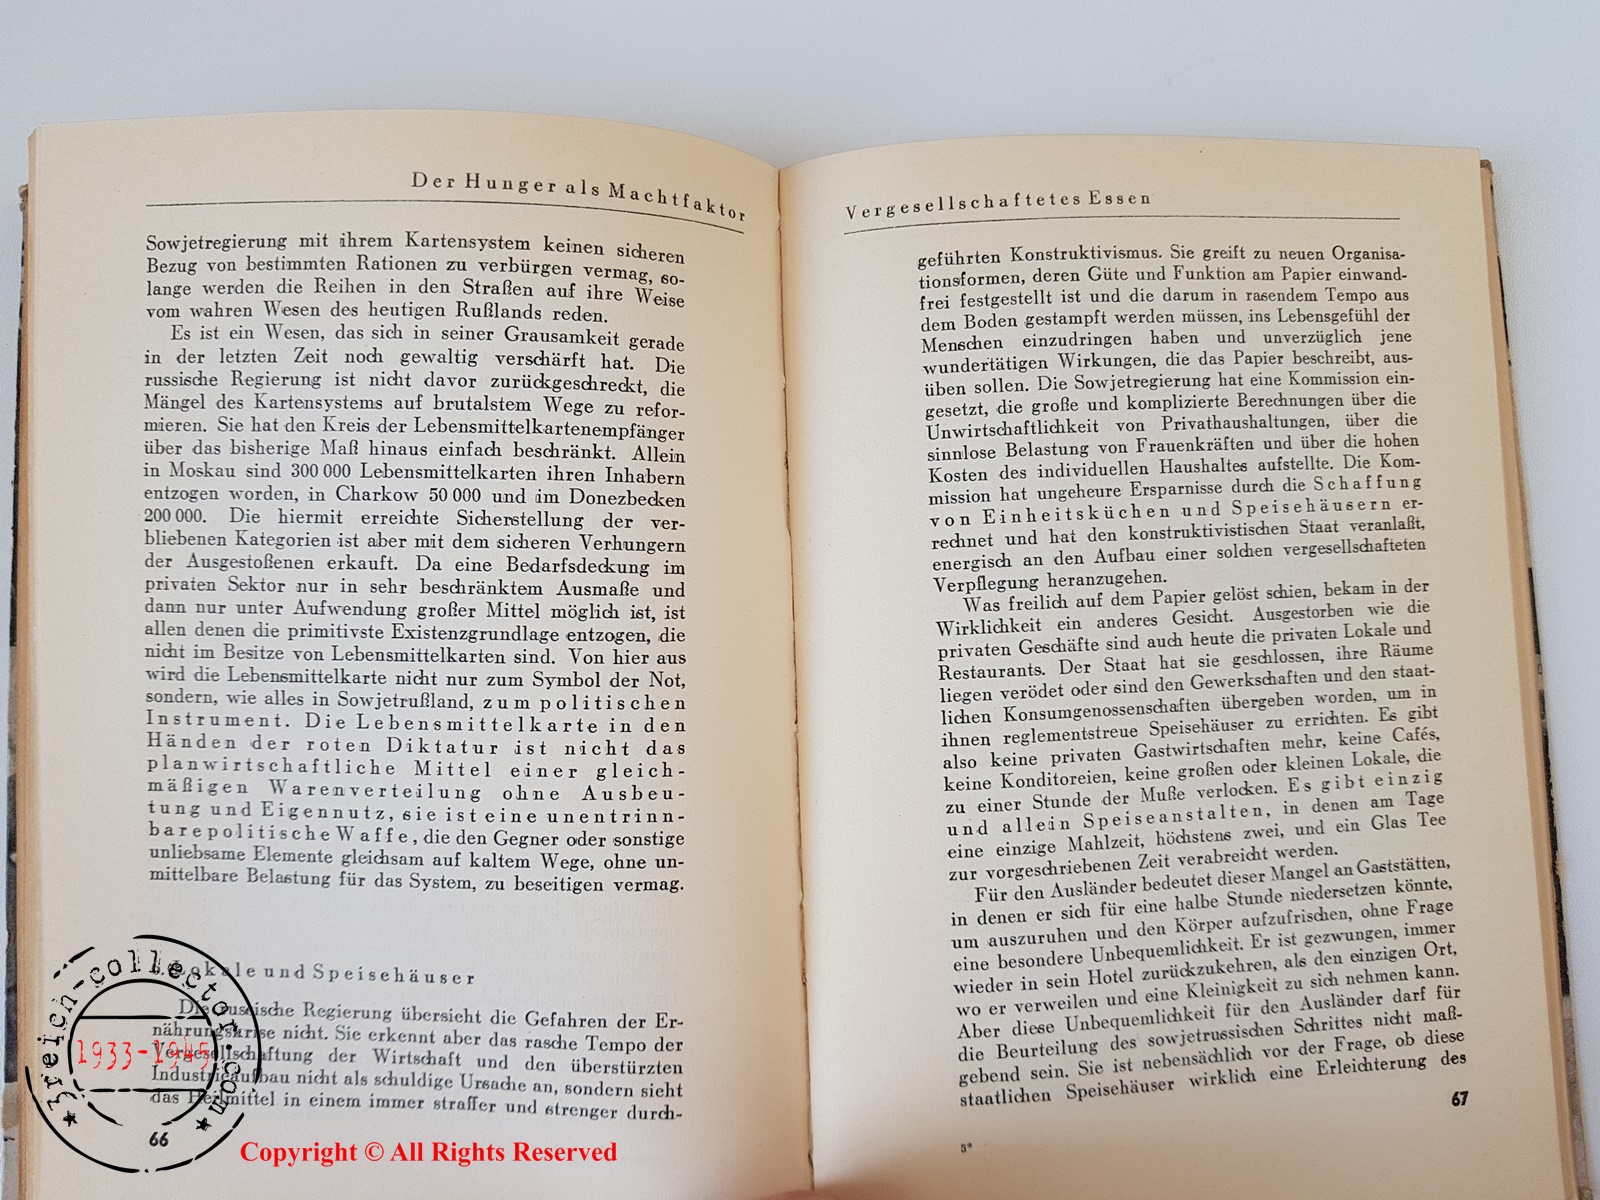 Der Hunger als Machtfaktor
Sowjetregierung mit ihrem Kartensystem keinen sicheren
Bezug von bestimmten Rationen zu verbürgen vermag, so-
lange werden die Reihen in den Straßen auf ihre Weise
vom wahren Wesen des heutigen Rußlands reden.
Es ist ein Wesen, das sich in seiner Grausamkeit gerade
in der letzten Zeit noch gewaltig verschärft hat. Die
russische Regierung ist nicht davor zurückgeschreckt, die
Mängel des Kartensystems auf brutalstem Wege zu refor-
mieren. Sie hat den Kreis der Lebensmittelkartenempfänger
über das bisherige Maß hinaus einfach beschränkt. Allein
in Moskau sind 300 000 Lebensmittelkarten ihren Inhabern
entzogen worden, in Charkow 50 000 und im Donezbecken
200 000. Die hiermit erreichte Sicherstellung der ver-
bliebenen Kategorien ist aber mit dem sicheren Verhungern
der Ausgestoßenen erkauft. Da eine Bedarfsdeckung im
privaten Sektor nur in sehr beschränktem Ausmaße und
dann nur unter Aufwendung großer Mittel möglich ist, ist
allen denen die primitivste Existenzgrundlage entzogen, die
nicht im Besitze von Lebensmittelkarten sind. Von hier aus
wird die Lebensmittelkarte nicht nur zum Symbol der Not,
sondern, wie alles in Sowjetrußland, zum politischen
Instrument. Die Lebensmittelkarte in den
Händen der roten Diktatur ist nicht das
planwirtschaftliche Mittel einer gleich-
mäßigen Warenverteilung ohne Ausbeu-
tung und Eigennutz, sie ist eine unentrinn-
bare politische Waffe, die den Gegner oder sonstige
unliebsame Elemente gleichsam auf kaltem Wege, ohne un-
mittelbare Belastung für das System, zu beseitigen vermag.
Lokale und Speisehäuser
Die russische Regierung übersieht die Gefahren der Er-
nährungskrise nicht. Sie erkennt aber das rasche Tempo der
Vergesellschaftung der Wirtschaft und den überstürzten
Industrieaufbau nicht als schuldige Ursache an, sondern sieht
das Heilmittel in einem immer straffer und strenger durch-
66
3reich-collector.com
1933-1945
Copyright © All Rights Reserved
Vergesellschaftetes Essen
geführten Konstruktivismus. Sie greift zu neuen Organisa-
tionsformen, deren Güte und Funktion am Papier einwand-
frei festgestellt ist und die darum in rasendem Tempo aus
dem Boden gestampft werden müssen, ins Lebensgefühl der
Menschen einzudringen haben und unverzüglich jene
wundertätigen Wirkungen, die das Papier beschreibt, aus-
üben sollen. Die Sowjetregierung hat eine Kommission ein-
gesetzt, die große und komplizierte Berechnungen über die
Unwirtschaftlichkeit von Privathaushaltungen, über die
sinnlose Belastung von Frauenkräften und über die hohen
Kosten des individuellen Haushaltes aufstellte. Die Kom-
mission hat ungeheure Ersparnisse durch die Schaffung
von Einheitsküchen und Speisehäusern er-
rechnet und hat den konstruktivistischen Staat veranlaßt,
energisch an den Aufbau einer solchen vergesellschafteten
Verpflegung heranzugehen.
Was freilich auf dem Papier gelöst schien, bekam in der
Wirklichkeit ein anderes Gesicht. Ausgestorben wie die
privaten Geschäfte sind auch heute die privaten Lokale und
Restaurants. Der Staat hat sie geschlossen, ihre Räume
liegen verödet oder sind den Gewerkschaften und den staat-
lichen Konsumgenossenschaften übergeben worden, um in
ihnen reglementstreue Speisehäuser zu errichten. Es gibt
also keine privaten Gastwirtschaften mehr, keine Cafés,
keine Konditoreien, keine großen oder kleinen Lokale, die
zu einer Stunde der Muße verlocken. Es gibt einzig
und allein Speiseanstalten, in denen am Tage
eine einzige Mahlzeit, höchstens zwei, und ein Glas Tee
zur vorgeschriebenen Zeit verabreicht werden.
Für den Ausländer bedeutet dieser Mangel an Gaststätten,
in denen er sich für eine halbe Stunde niedersetzen könnte,
um auszuruhen und den Körper aufzufrischen, ohne Frage
eine besondere Unbequemlichkeit. Er ist gezwungen, immer
wieder in sein Hotel zurückzukehren, als den einzigen Ort,
wo er verweilen und eine Kleinigkeit zu sich nehmen kann.
Aber diese Unbequemlichkeit für den Ausländer darf für
die Beurteilung des sowjetrussischen Schrittes nicht maß-
gebend sein. Sie ist nebensächlich vor der Frage, ob diese
staatlichen Speisehäuser wirklich eine Erleichterung des
67
5*